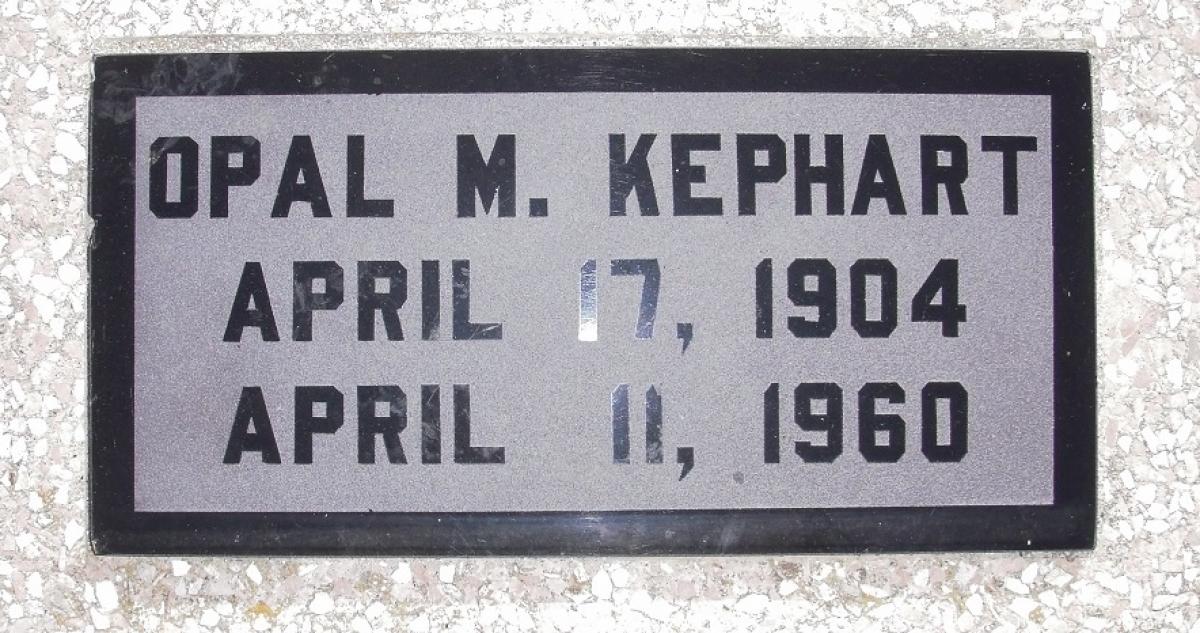 OPAL M. KEPHART
APRIL 17, 1904
APRIL 11, 1960